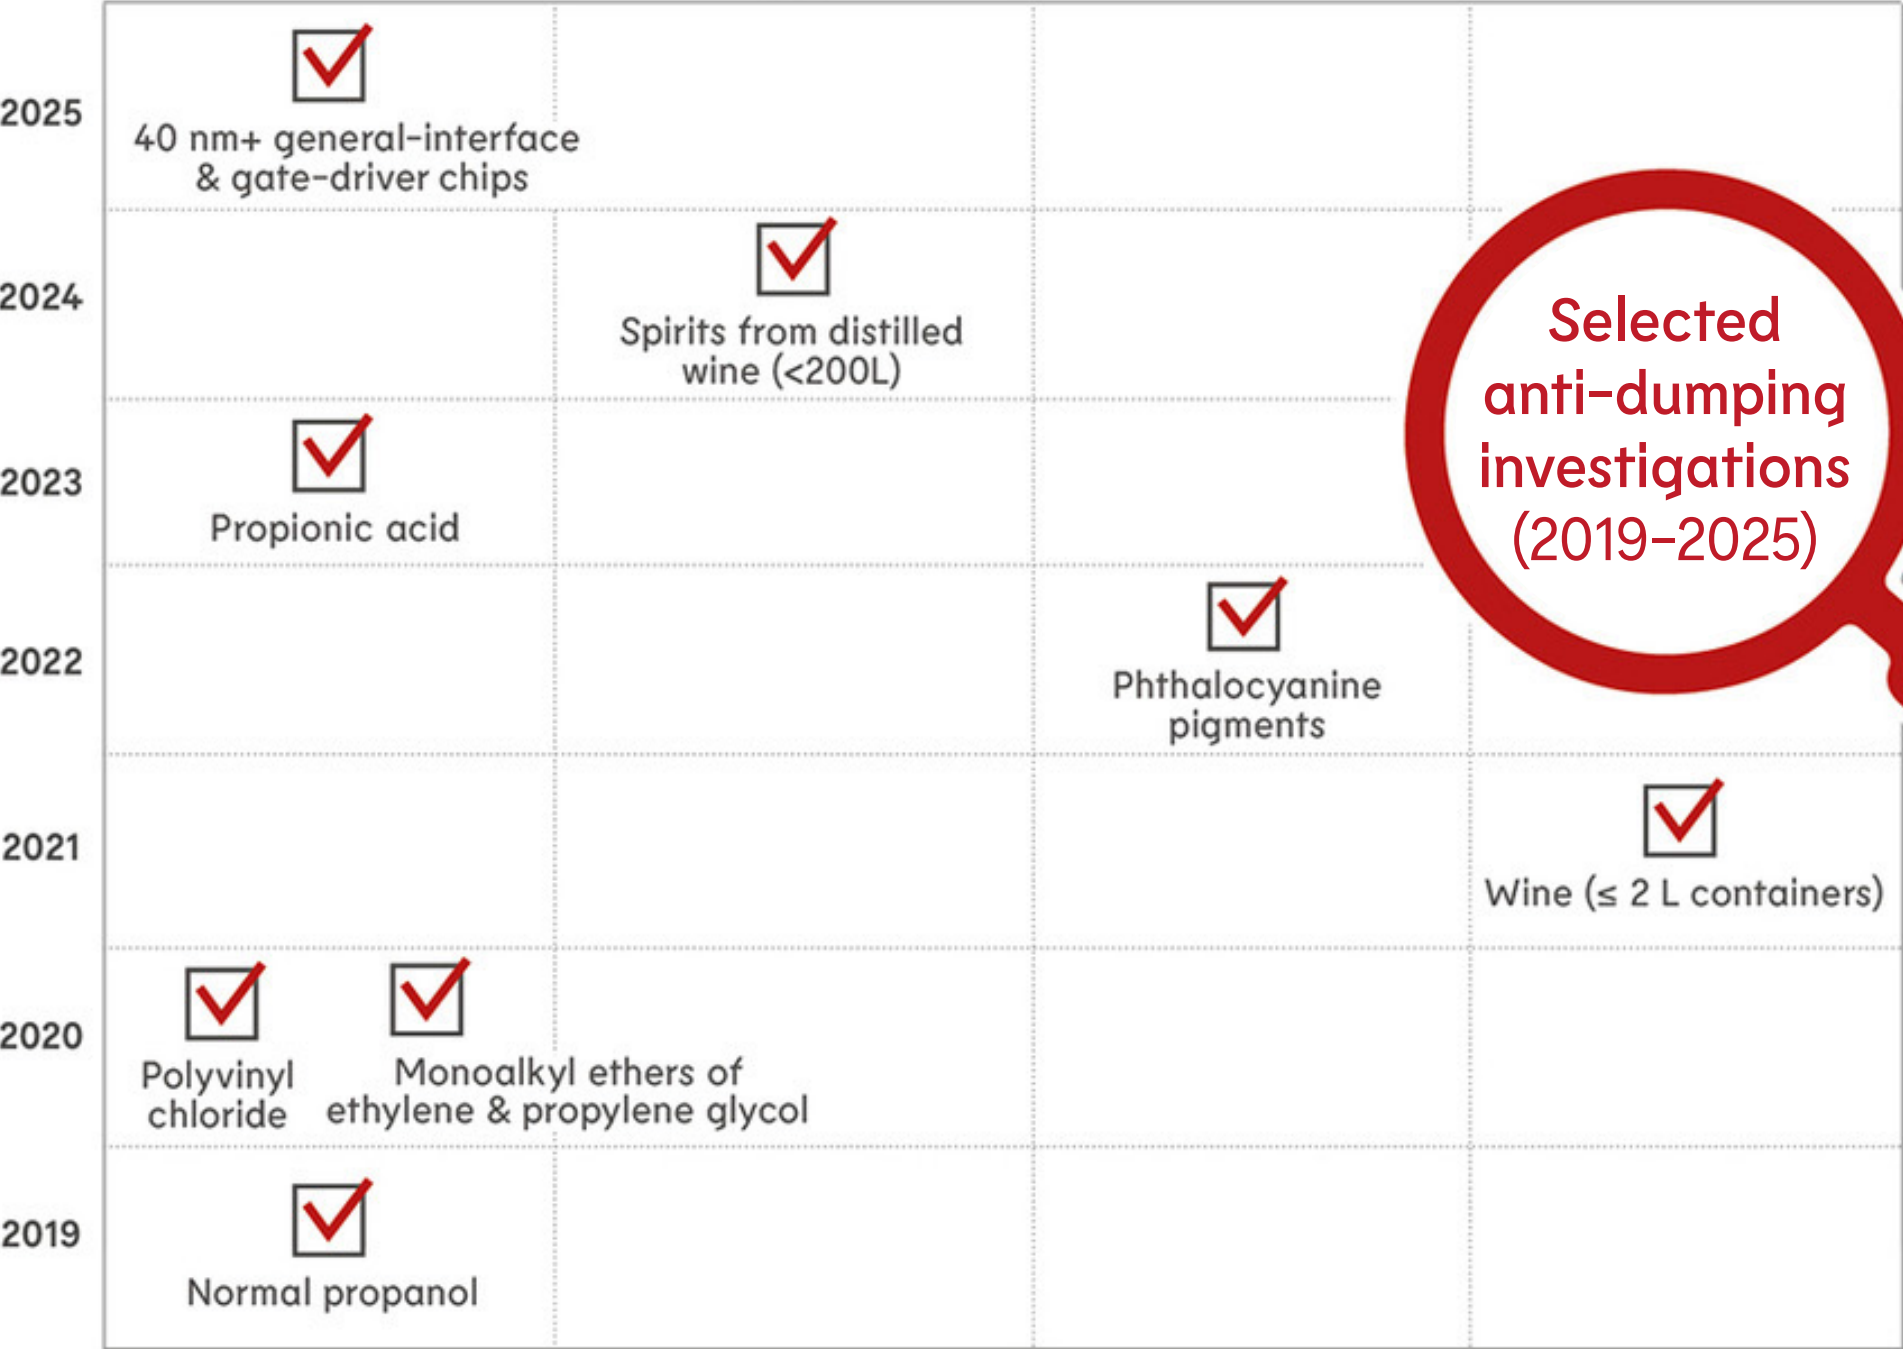 2025
40 nm+ general-interface
& gate-driver chips
2024
Spirits from distilled
wine (<200L)
Selected
anti-dumping
investigations
(2019-2025)
2023
Propionic acid
2022
Phthalocyanine
pigments
2021
Wine (≤ 2 L containers)
2020
Polyvinyl
chloride
Monoalkyl ethers of
ethylene & propylene glycol
2019
Normal propanol